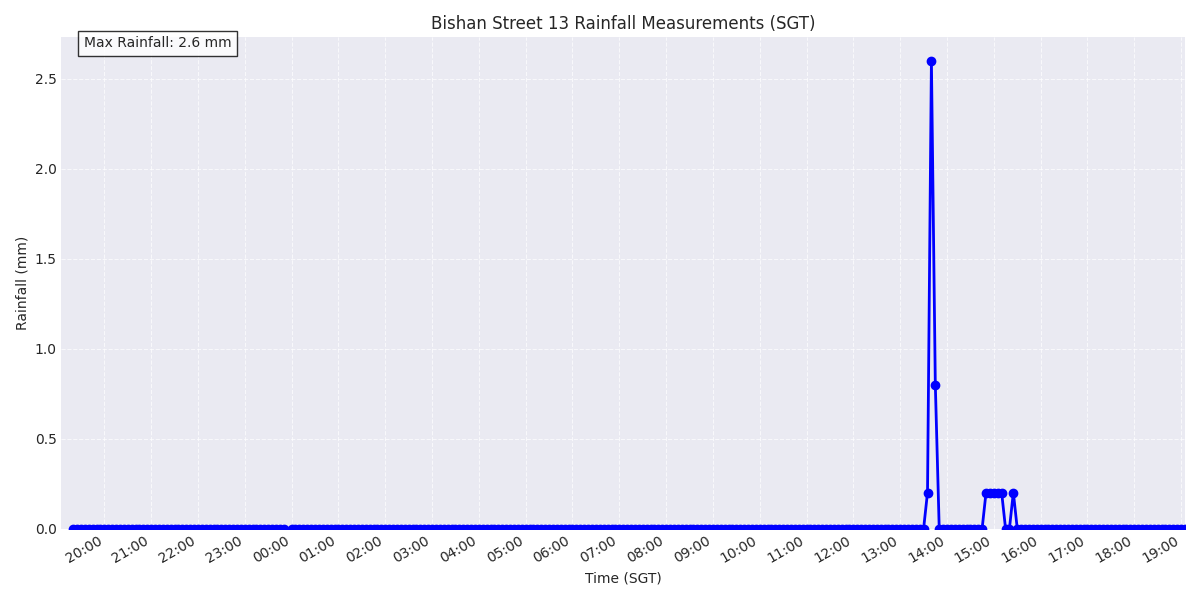 Bishan Street 13 Rainfall Measurements (SGT)
Max Rainfall: 2.6 mm
Rainfall (mm)
2.5
2.0
1.5
1.0
0.5
0.0
20:00 21:00 22:00 23:00 00:00 01:00 02:00 03:00 04:00 05:00 06:00 07:00 08:00 09:00 10:00 11:00 12:00 13:00 14:00 15:00 16:00 17:00 18:00 19:00
Time (SGT)